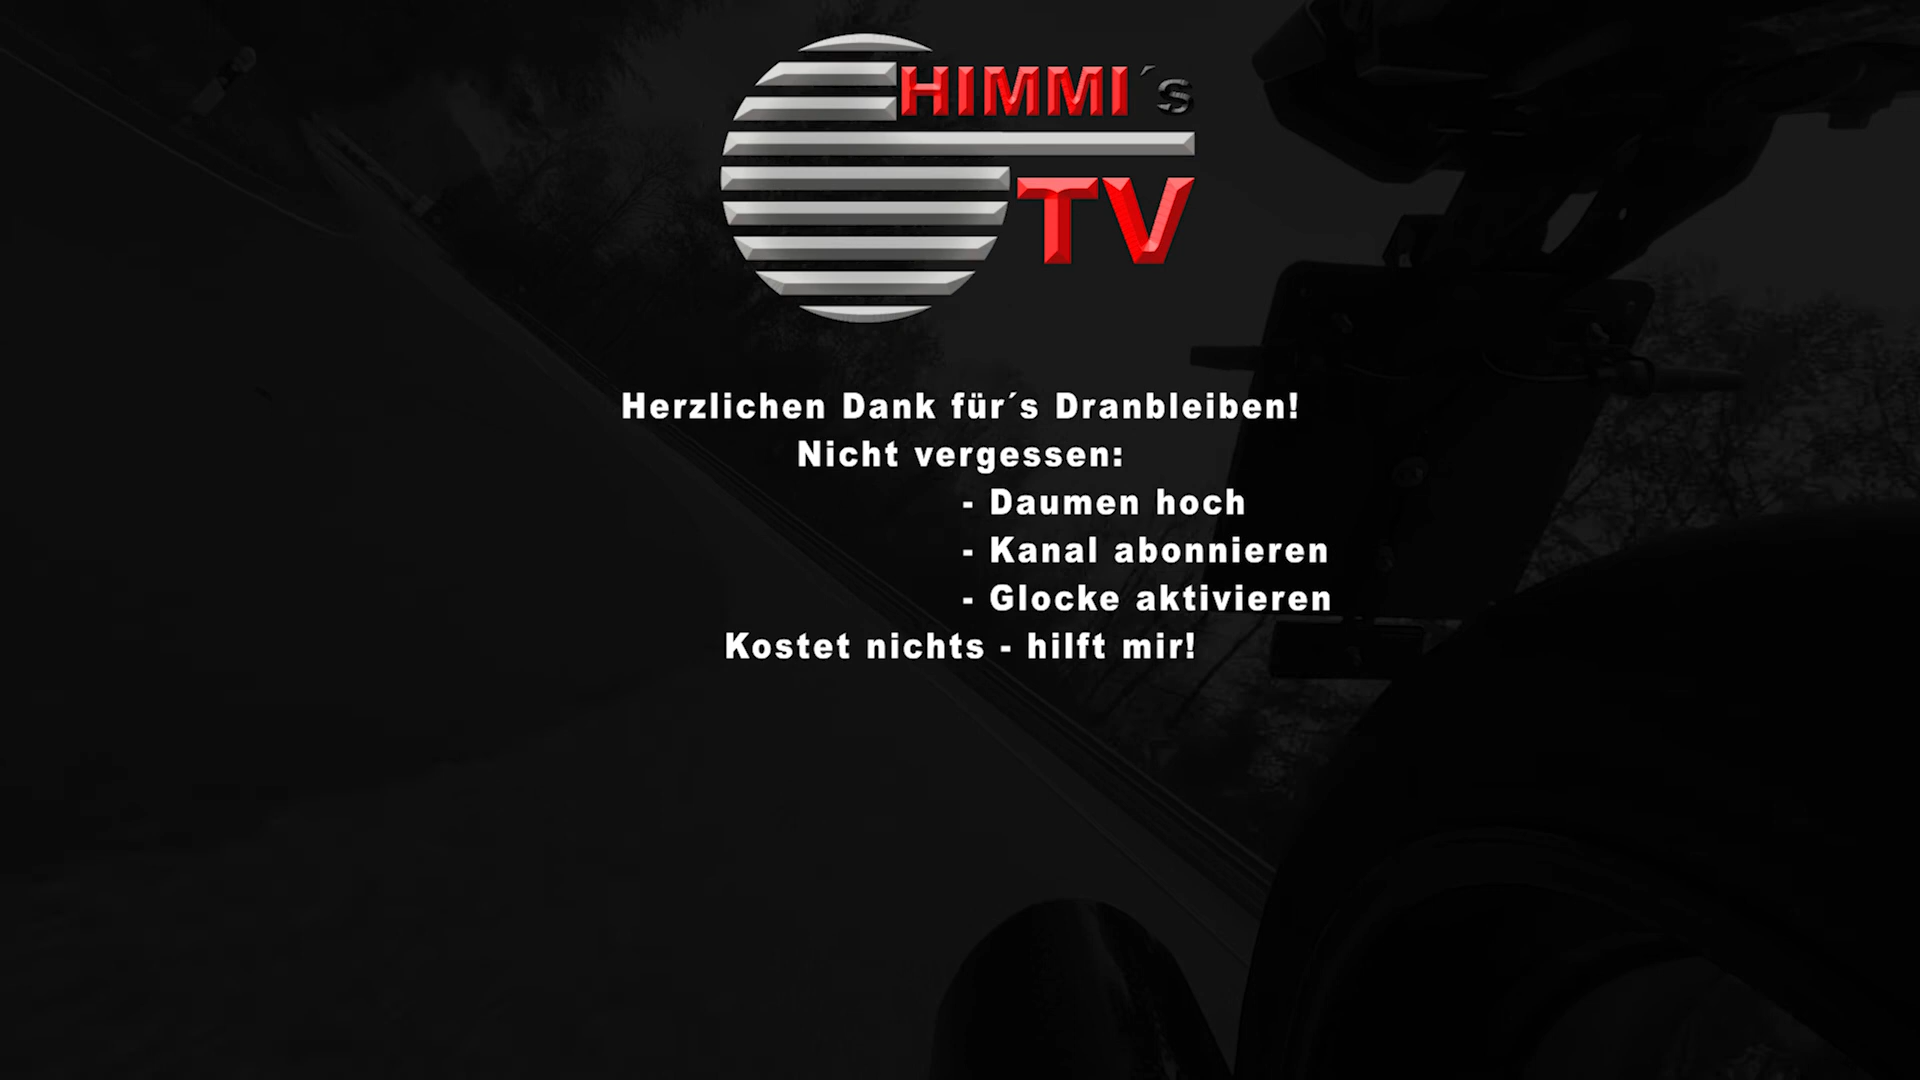 HIMMI´s
TV
Herzlichen Dank für´s Dranbleiben!
Nicht vergessen:
- Daumen hoch
- Kanal abonnieren
- Glocke aktivieren
Kostet nichts - hilft mir!